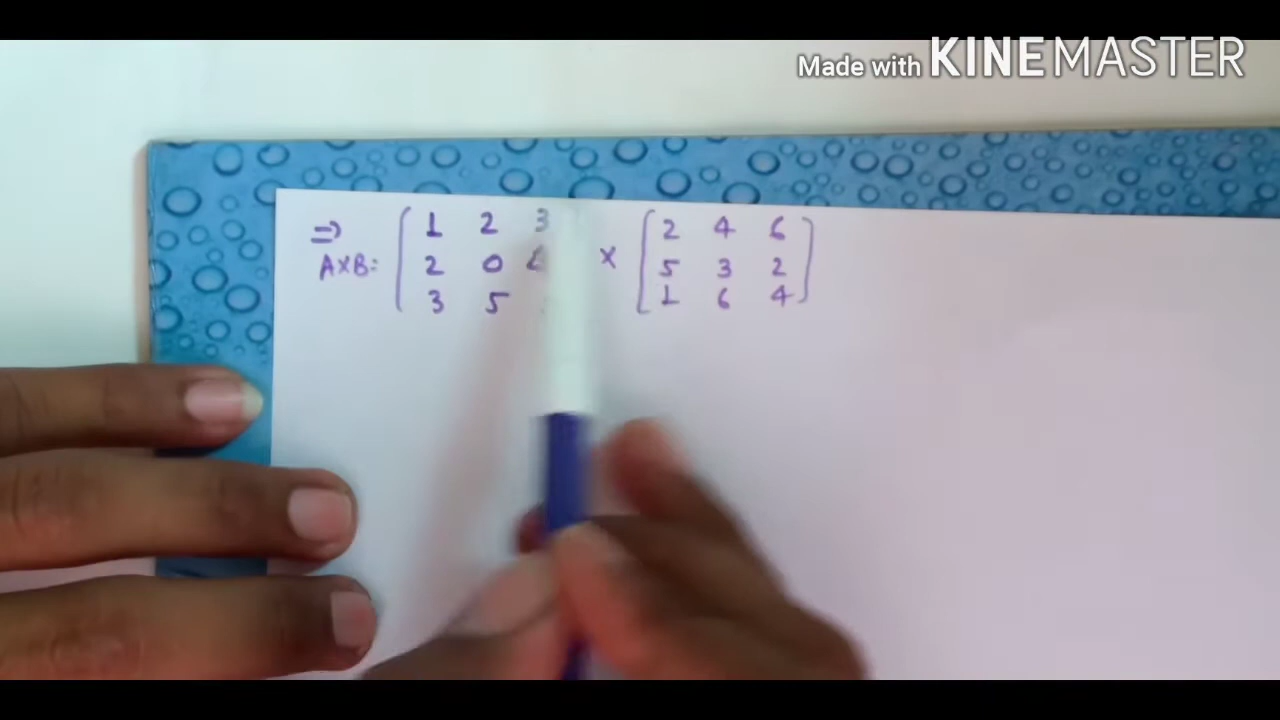 Made with KINEMASTER
⇒ 1 2 3 2 4 6
A×B: 2 0 × 5 3 2
3 5 1 6 4